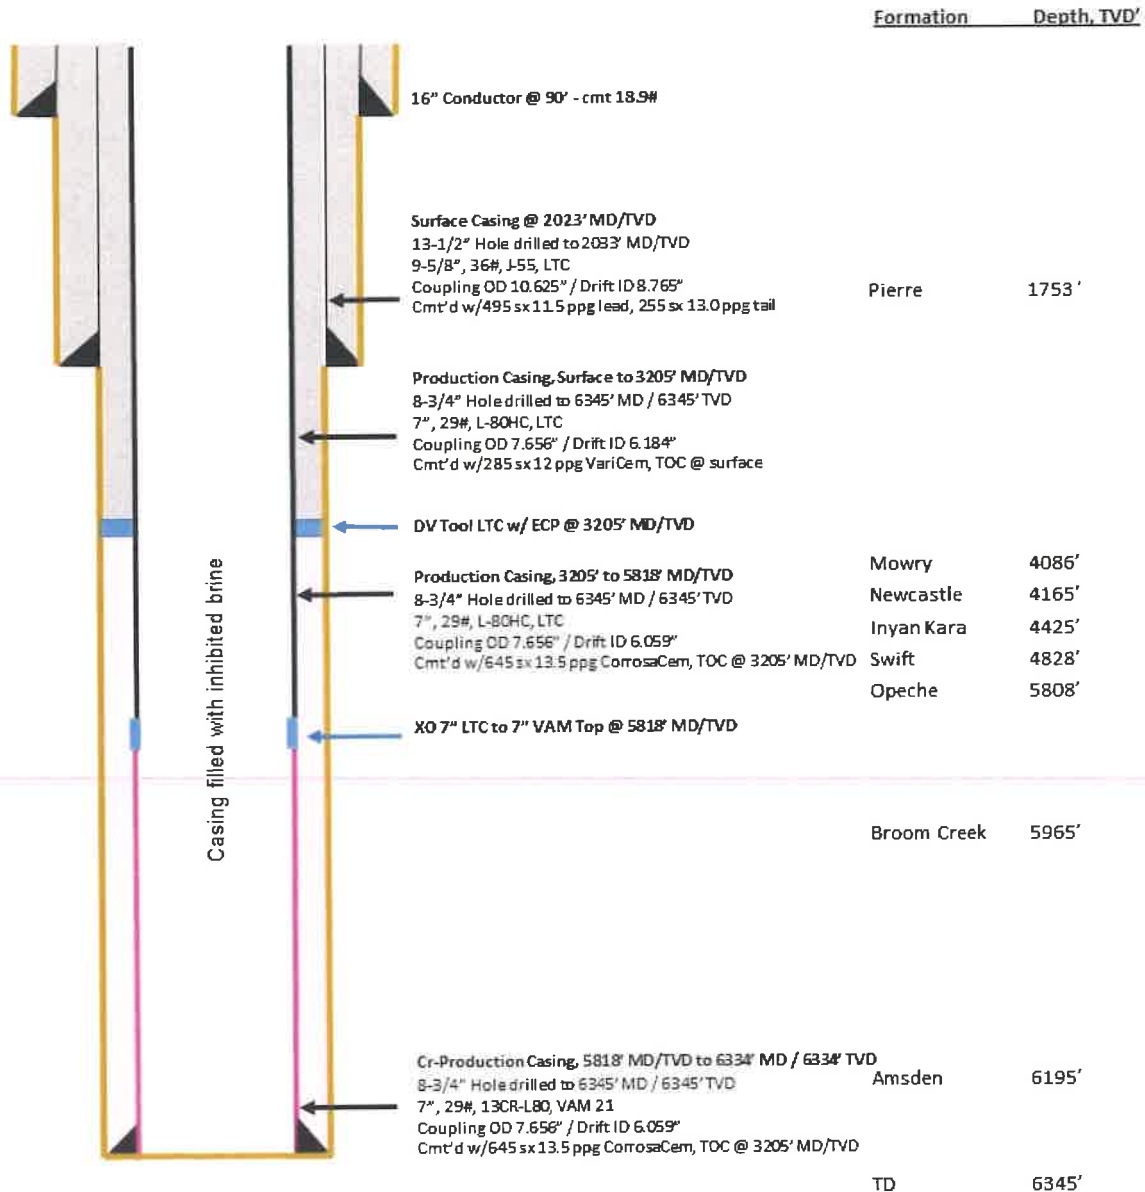 Formation Depth, TVD'
16" Conductor @ 90' - cmt 18.9#
Surface Casing @ 2023' MD/TVD
13-1/2" Hole drilled to 2033' MD/TVD
9-5/8", 36#, J-55, LTC
Coupling OD 10.625" / Drift ID 8.765"
Cmt'd w/495 sx 11.5 ppg lead, 255 sx 13.0 ppg tail
Pierre 1753'
Production Casing, Surface to 3205' MD/TVD
8-3/4" Hole drilled to 6345' MD / 6345' TVD
7", 29#, L-80HC, LTC
Coupling OD 7.656" / Drift ID 6.184"
Cmt'd w/285 sx 12 ppg VariCem, TOC @ surface
DV Tool LTC w/ ECP @ 3205' MD/TVD
Production Casing, 3205' to 5818' MD/TVD
8-3/4" Hole drilled to 6345' MD / 6345' TVD
7", 29#, L-80HC, LTC
Coupling OD 7.656" / Drift ID 6.059"
Cmt'd w/645 sx 13.5 ppg CorrosaCem, TOC @ 3205' MD/TVD
Mowry 4086'
Newcastle 4165'
Inyan Kara 4425'
Swift 4828'
Opeche 5808'
XO 7" LTC to 7" VAM Top @ 5818' MD/TVD
Casing filled with inhibited brine
Broom Creek 5965'
Cr-Production Casing, 5818' MD/TVD to 6334' MD / 6334' TVD
8-3/4" Hole drilled to 6345' MD / 6345' TVD
7", 29#, 13CR-L80, VAM 21
Coupling OD 7.656" / Drift ID 6.059"
Cmt'd w/645 sx 13.5 ppg CorrosaCem, TOC @ 3205' MD/TVD
Amsden 6195'
TD 6345'